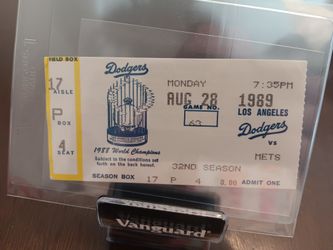 FIELD BOX
17
AISLE
P
BOX
4
SEAT
Dodgers
1988 World Champions
Subject to the conditions set
forth on the back hereof.
SEASON BOX 17 P 4 8.00 ADMIT ONE
MONDAY 7:35PM
AUG 28 1989
GAME NO. LOS ANGELES
63
Dodgers
VS
METS
32ND SEASON
Vanguard